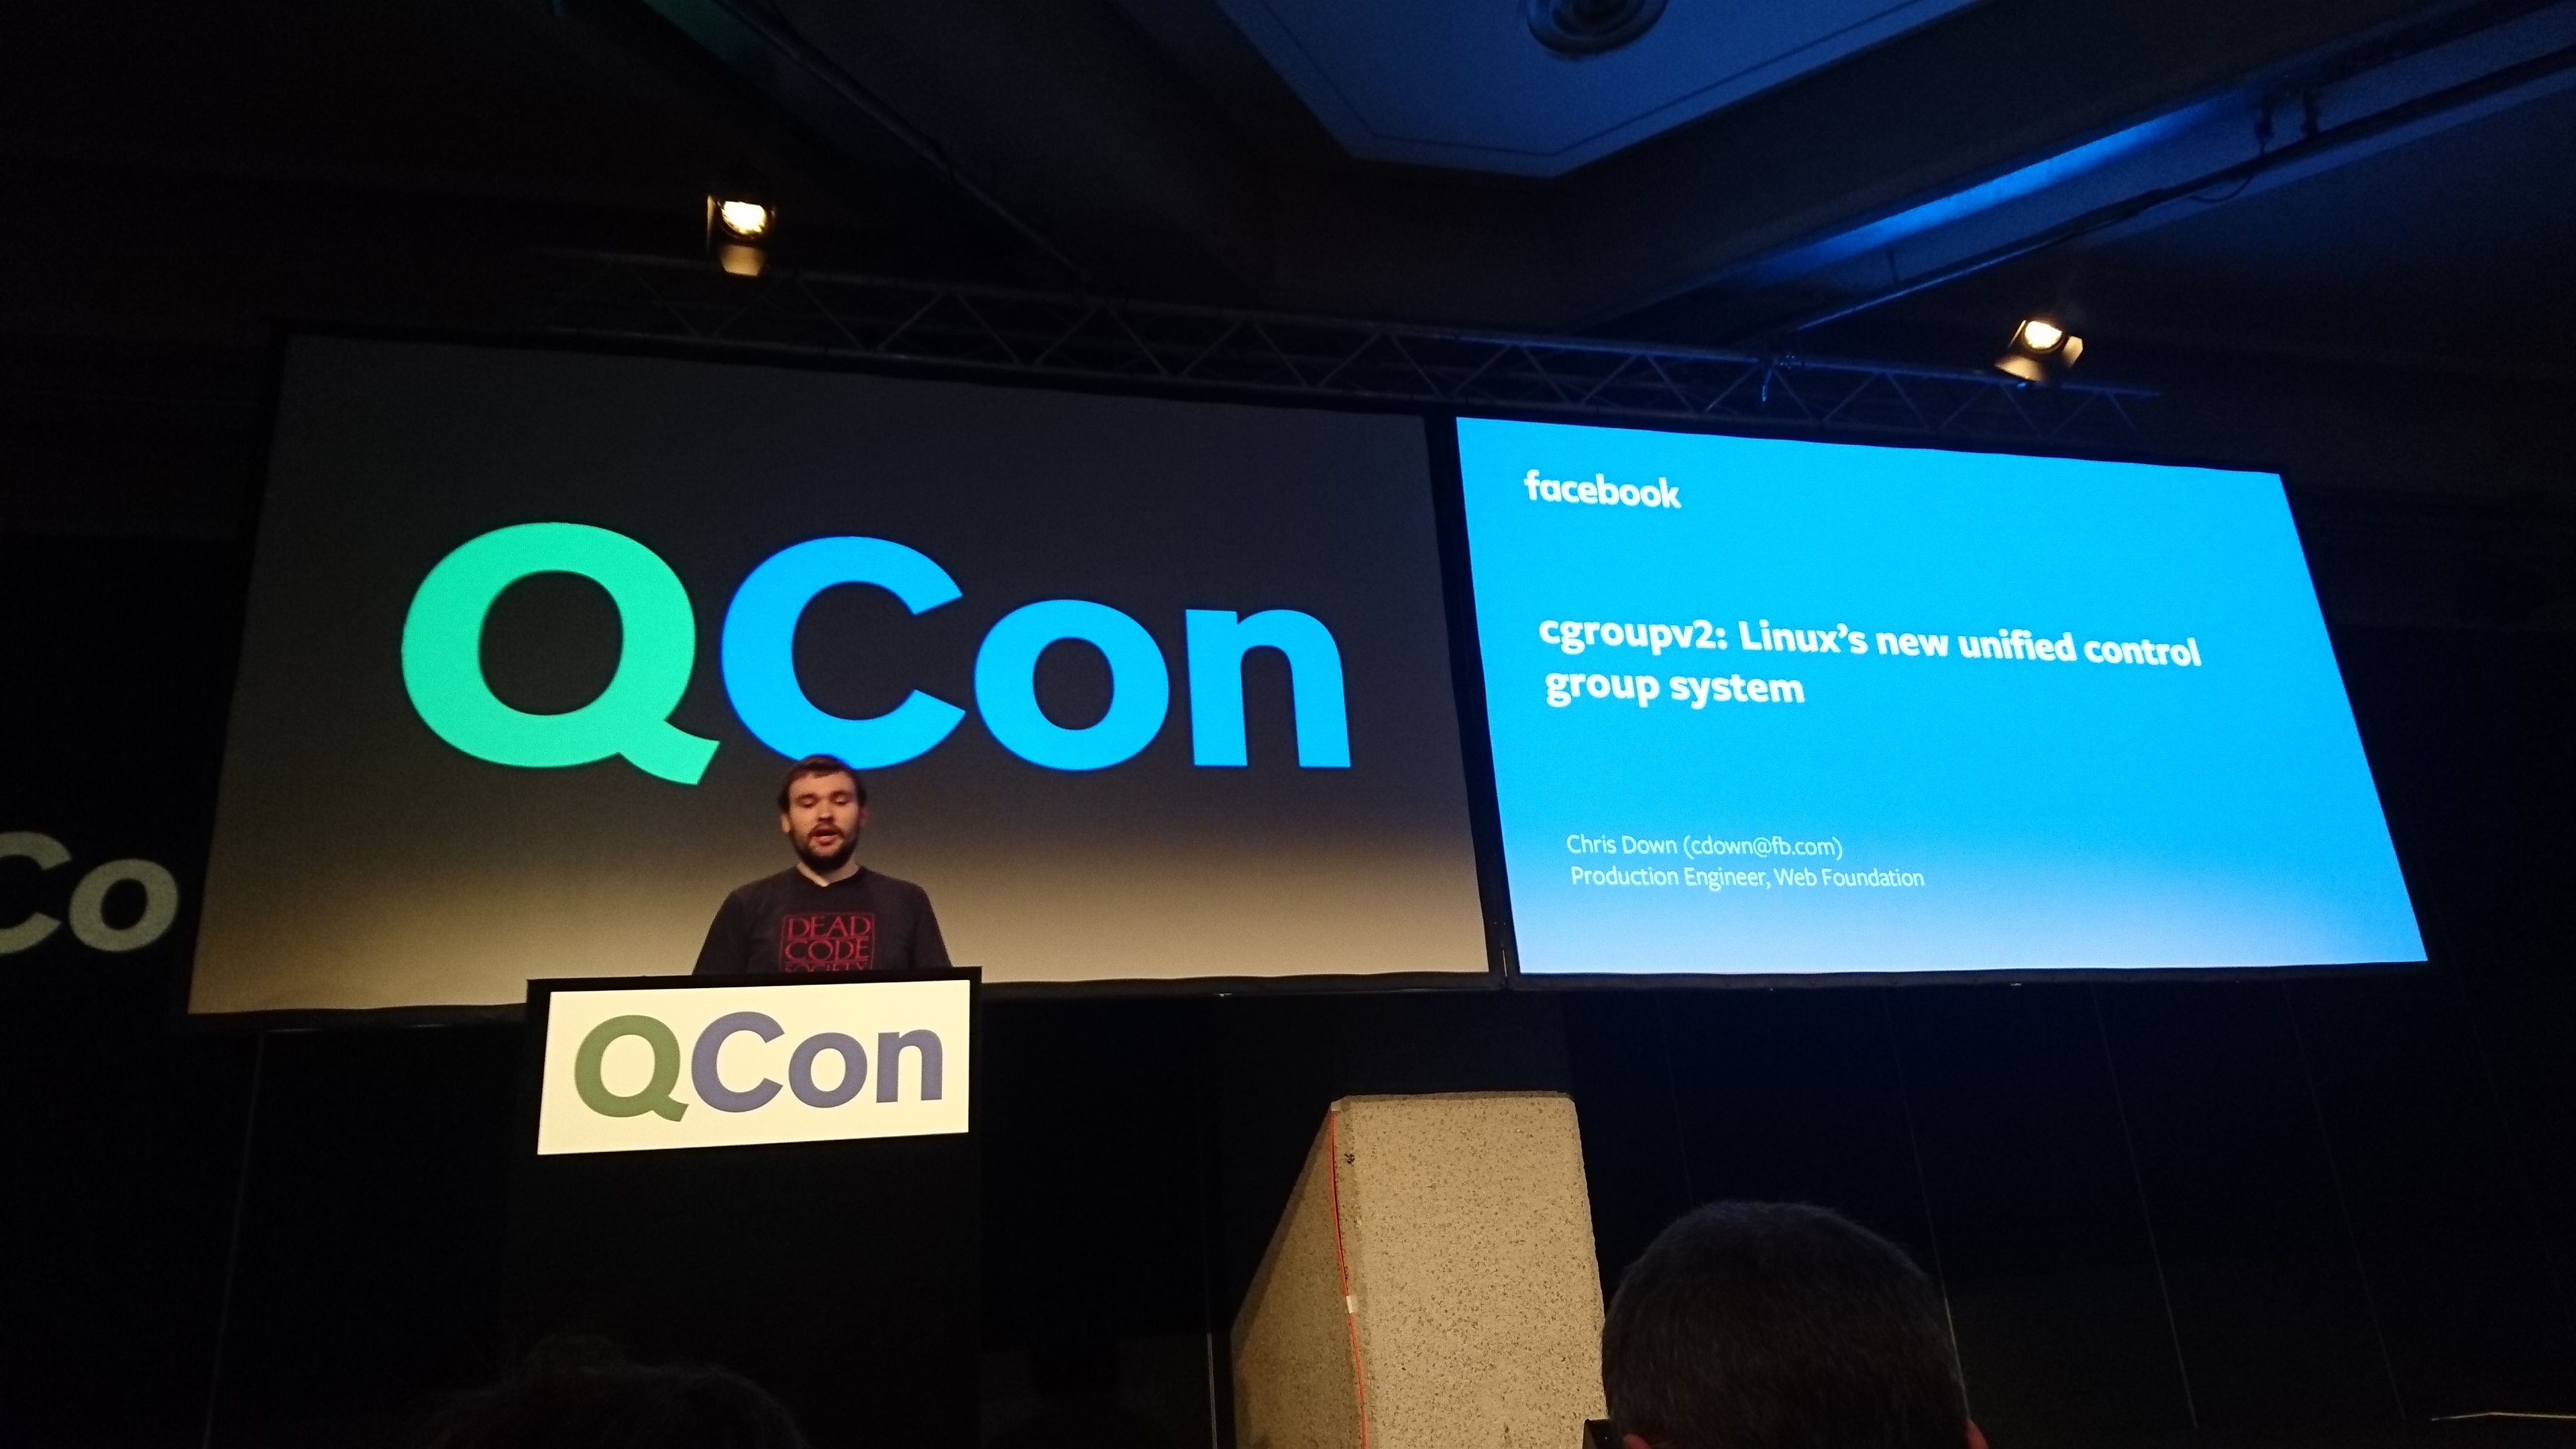 QCon
facebook
cgroupv2: Linux's new unified control
group system
Chris Down (cdown@fb.com)
Production Engineer, Web Foundation
Co
DEAD
CODE
SOCIETY
QCon